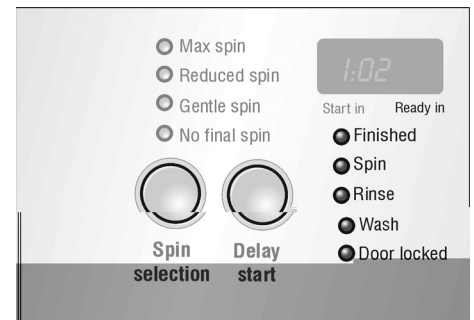 Max spin
Reduced spin
Gentle spin
No final spin
1:02
Start in Ready in
Finished
Spin
Rinse
Wash
Door locked
Spin selection
Delay start